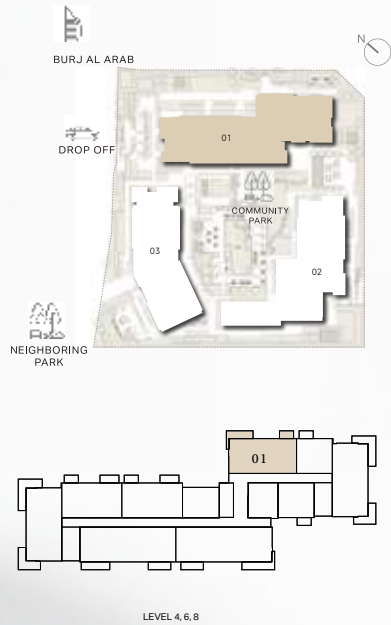 N
BURJ AL ARAB
DROP OFF
01
COMMUNITY
PARK
03
02
NEIGHBORING
PARK
01
LEVEL 4, 6, 8